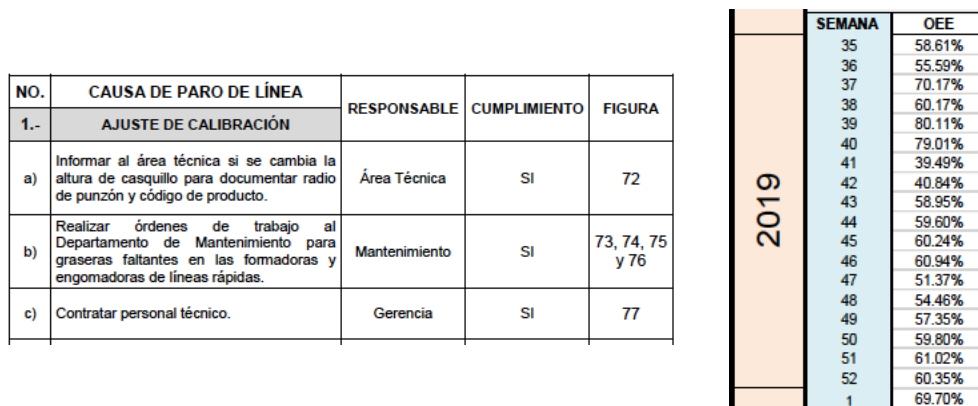 NO. CAUSA DE PARO DE LÍNEA RESPONSABLE CUMPLIMIENTO FIGURA
1.- AJUSTE DE CALIBRACIÓN
a) Informar al área técnica si se cambia la
altura de casquillo para documentar radio
de punzón y código de producto.
Área Técnica SI 72
b) Realizar órdenes de trabajo al
Departamento de Mantenimiento para
graseras faltantes en las formadoras y
engomadoras de líneas rápidas.
Mantenimiento SI 73, 74, 75
y 76
c) Contratar personal técnico. Gerencia SI 77
SEMANA OEE
2019
35 58.61%
36 55.59%
37 70.17%
38 60.17%
39 80.11%
40 79.01%
41 39.49%
42 40.84%
43 58.95%
44 59.60%
45 60.24%
46 60.94%
47 51.37%
48 54.46%
49 57.35%
50 59.80%
51 61.02%
52 60.35%
1 69.70%